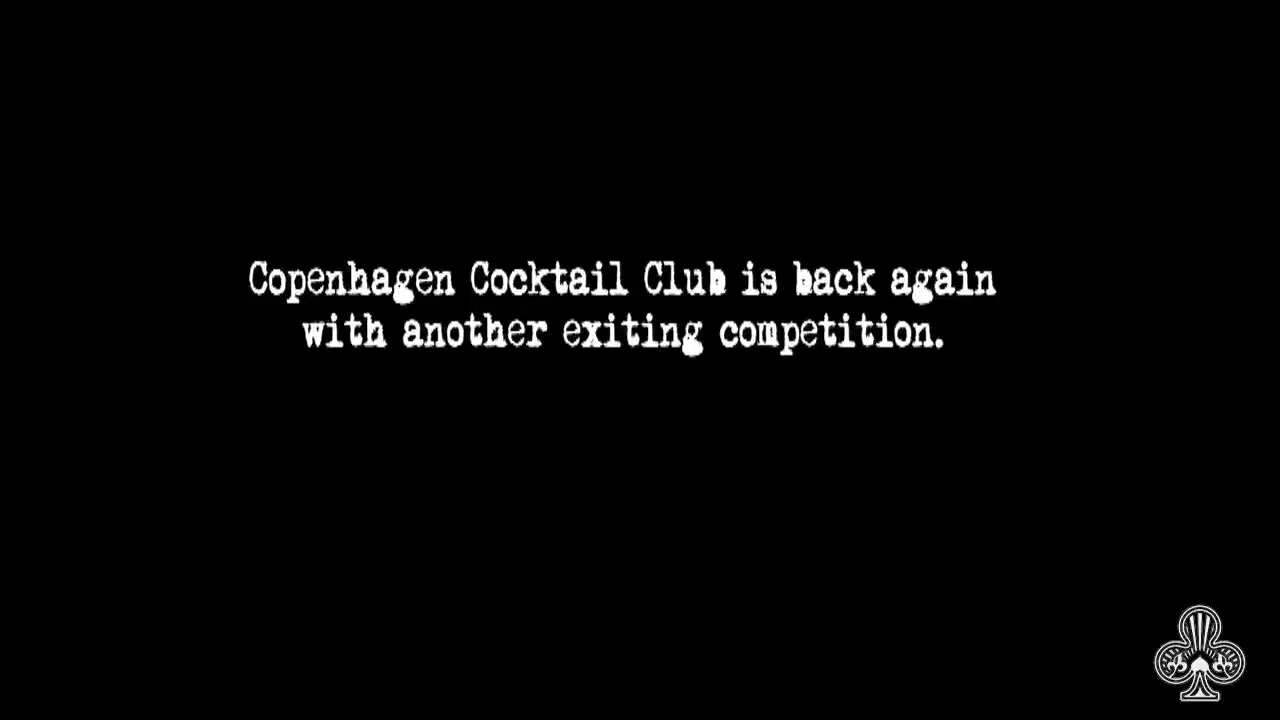 Copenhagen Cocktail Club is back again
with another exiting competition.